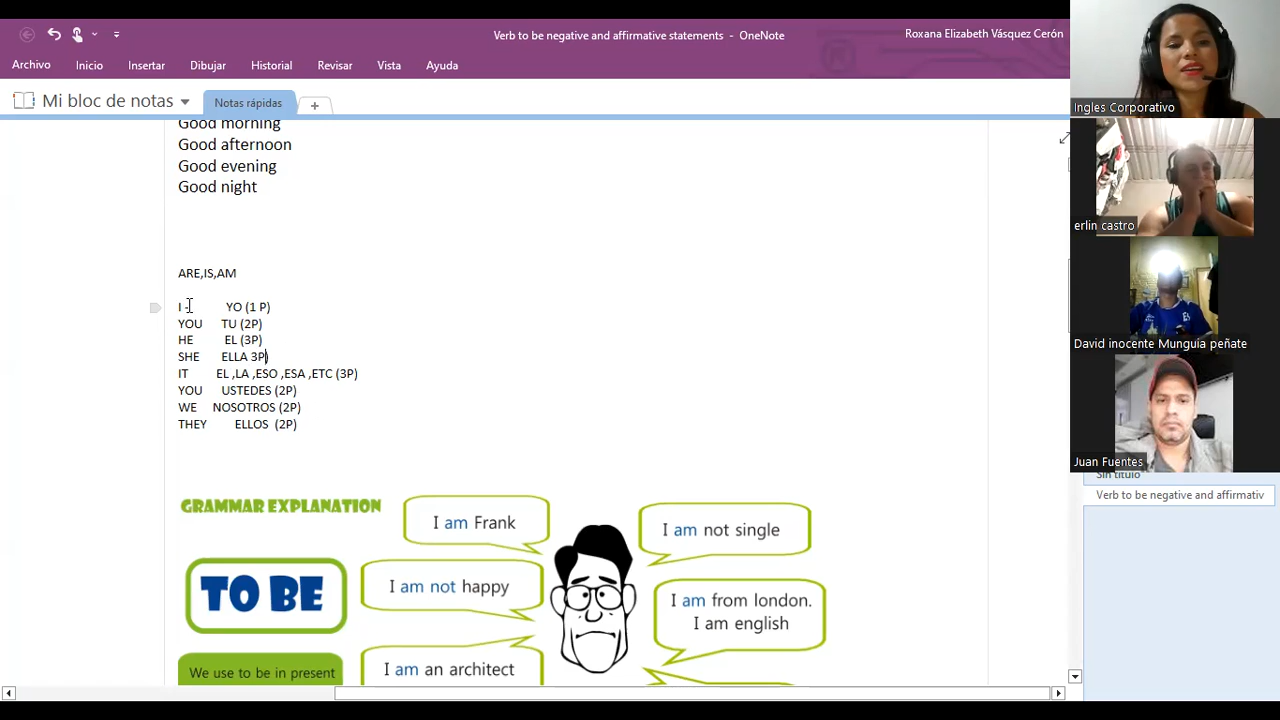 Verb to be negative and affirmative statements - OneNote
Roxana Elizabeth Vásquez Cerón
Archivo Inicio Insertar Dibujar Historial Revisar Vista Ayuda
Mi bloc de notas
Notas rápidas
Good morning
Good afternoon
Good evening
Good night
ARE,IS,AM
I - YO (1 P)
YOU TU (2P)
HE EL (3P)
SHE ELLA 3P)
IT EL ,LA ,ESO ,ESA ,ETC (3P)
YOU USTEDES (2P)
WE NOSOTROS (2P)
THEY ELLOS (2P)
GRAMMAR EXPLANATION
TO BE
We use to be in present
I am Frank
I am not happy
I am an architect
I am not single
I am from london.
I am english
Ingles Corporativo
erlin castro
David inocente Munguia peñate
Juan Fuentes
Sin título
Verb to be negative and affirmativ